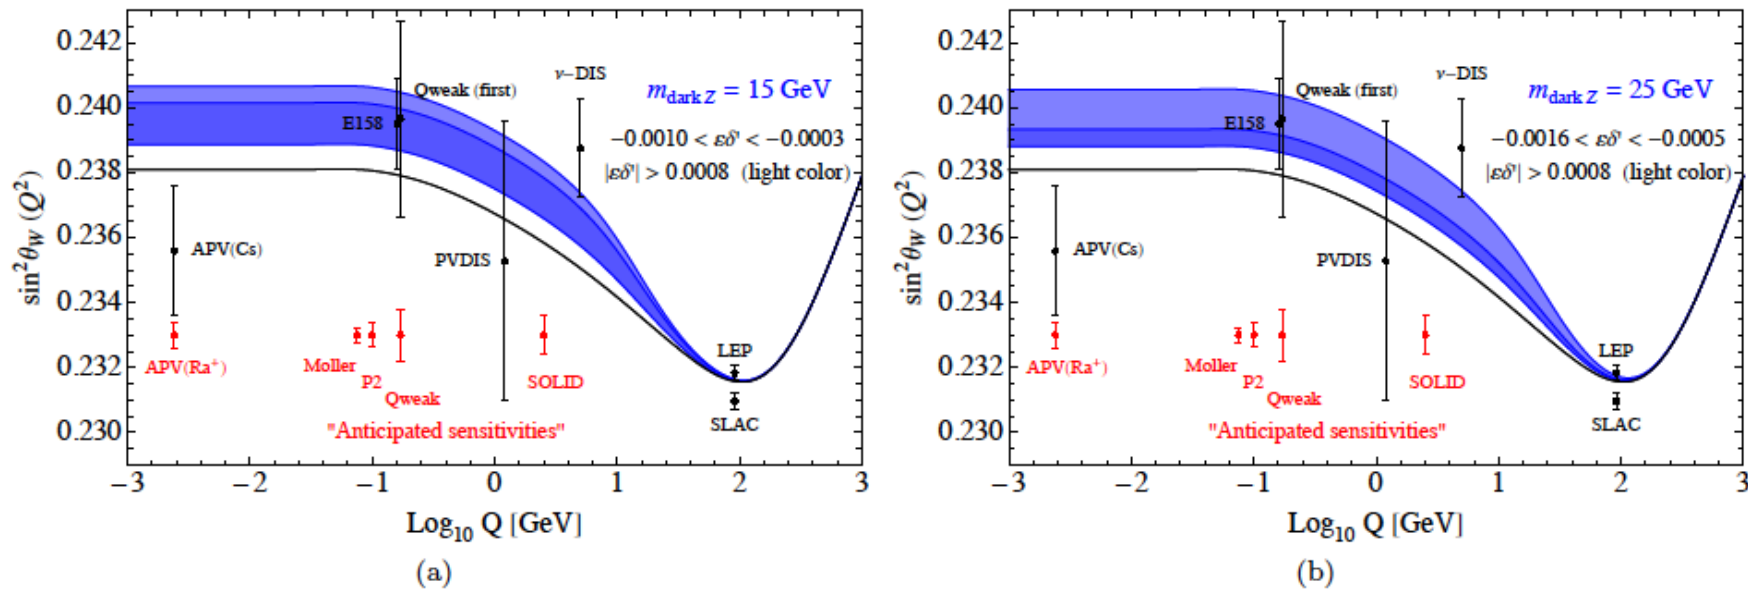 0.242
0.240
0.238
0.236
0.234
0.232
0.230
sin²θ_W (Q²)
Qweak (first)
E158
ν−DIS
m_dark Z = 15 GeV
−0.0010 < εδ' < −0.0003
|εδ'| > 0.0008 (light color)
APV(Cs)
PVDIS
APV(Ra⁺)
Moller
P2
Qweak
SOLID
"Anticipated sensitivities"
LEP
SLAC
−3 −2 −1 0 1 2 3
Log₁₀ Q [GeV]
(a)
0.242
0.240
0.238
0.236
0.234
0.232
0.230
sin²θ_W (Q²)
Qweak (first)
E158
ν−DIS
m_dark Z = 25 GeV
−0.0016 < εδ' < −0.0005
|εδ'| > 0.0008 (light color)
APV(Cs)
PVDIS
APV(Ra⁺)
Moller
P2
Qweak
SOLID
"Anticipated sensitivities"
LEP
SLAC
−3 −2 −1 0 1 2 3
Log₁₀ Q [GeV]
(b)